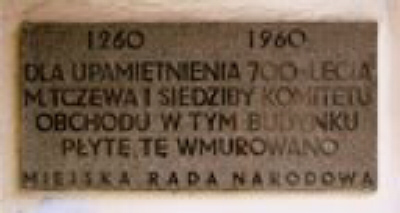 1260 1960
DLA UPAMIĘTNIENIA 700-LECIA
M.TCZEWA I SIEDZIBY KOMITETU
OBCHODU W TYM BUDYNKU
PŁYTĘ TĘ WMUROWANO
MIEJSKA RADA NARODOWA